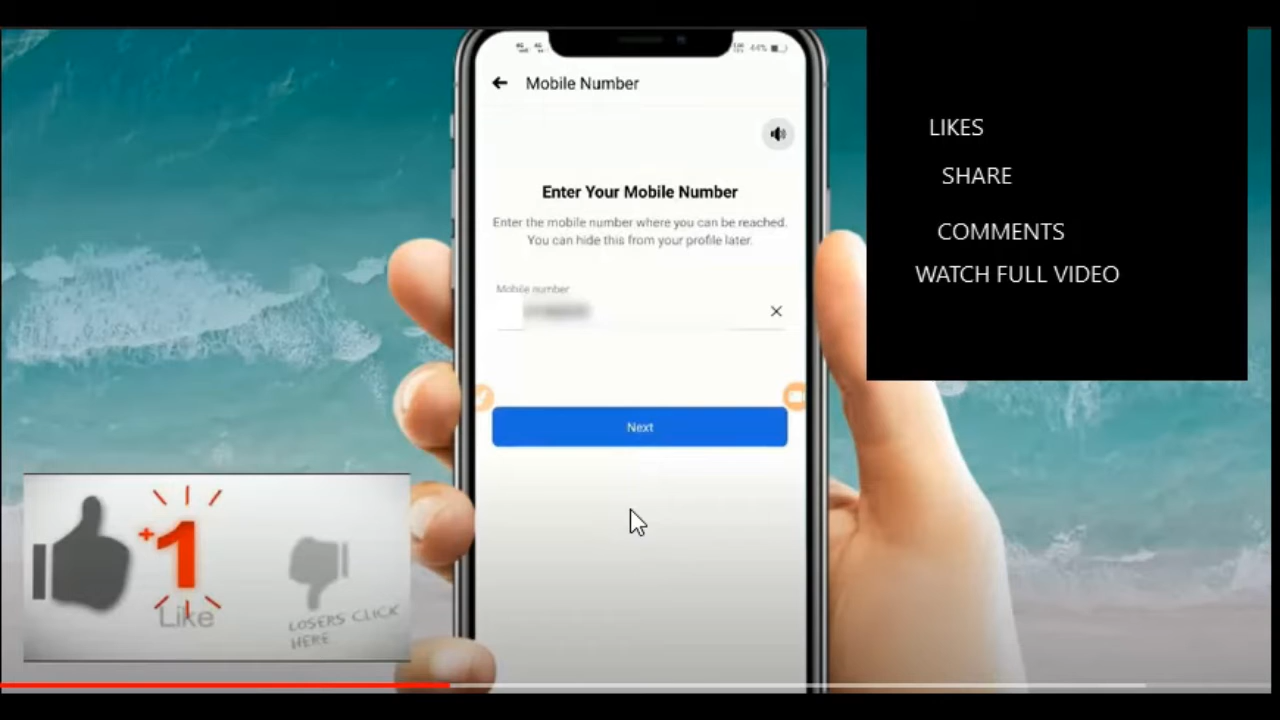 44%
Mobile Number
Enter Your Mobile Number
Enter the mobile number where you can be reached.
You can hide this from your profile later.
Mobile number
Next
LIKES
SHARE
COMMENTS
WATCH FULL VIDEO
+1
Like
LOSERS CLICK
HERE